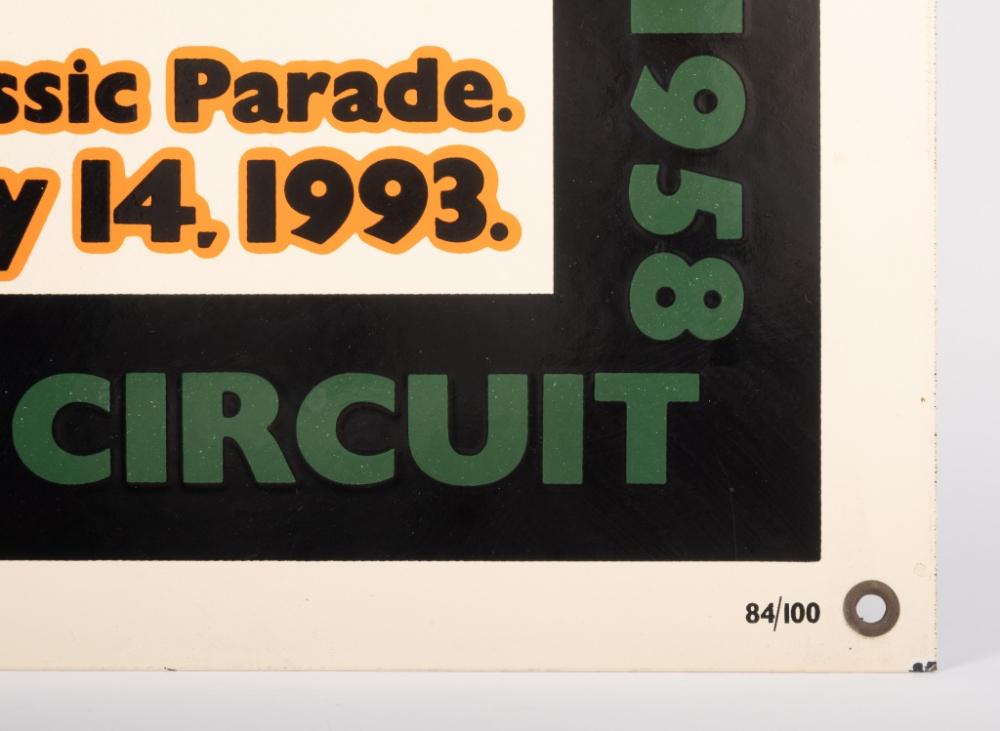 ssic Parade.
y 14, 1993.
1958
CIRCUIT
84/100